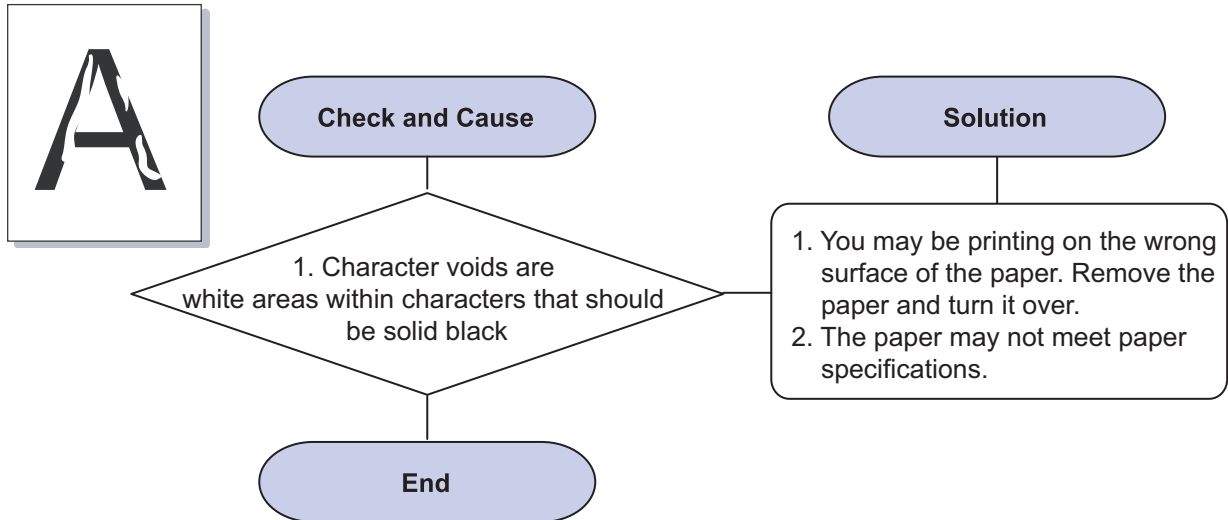 A
Check and Cause
Solution
1. Character voids are
white areas within characters that should
be solid black
1. You may be printing on the wrong
surface of the paper. Remove the
paper and turn it over.
2. The paper may not meet paper
specifications.
End